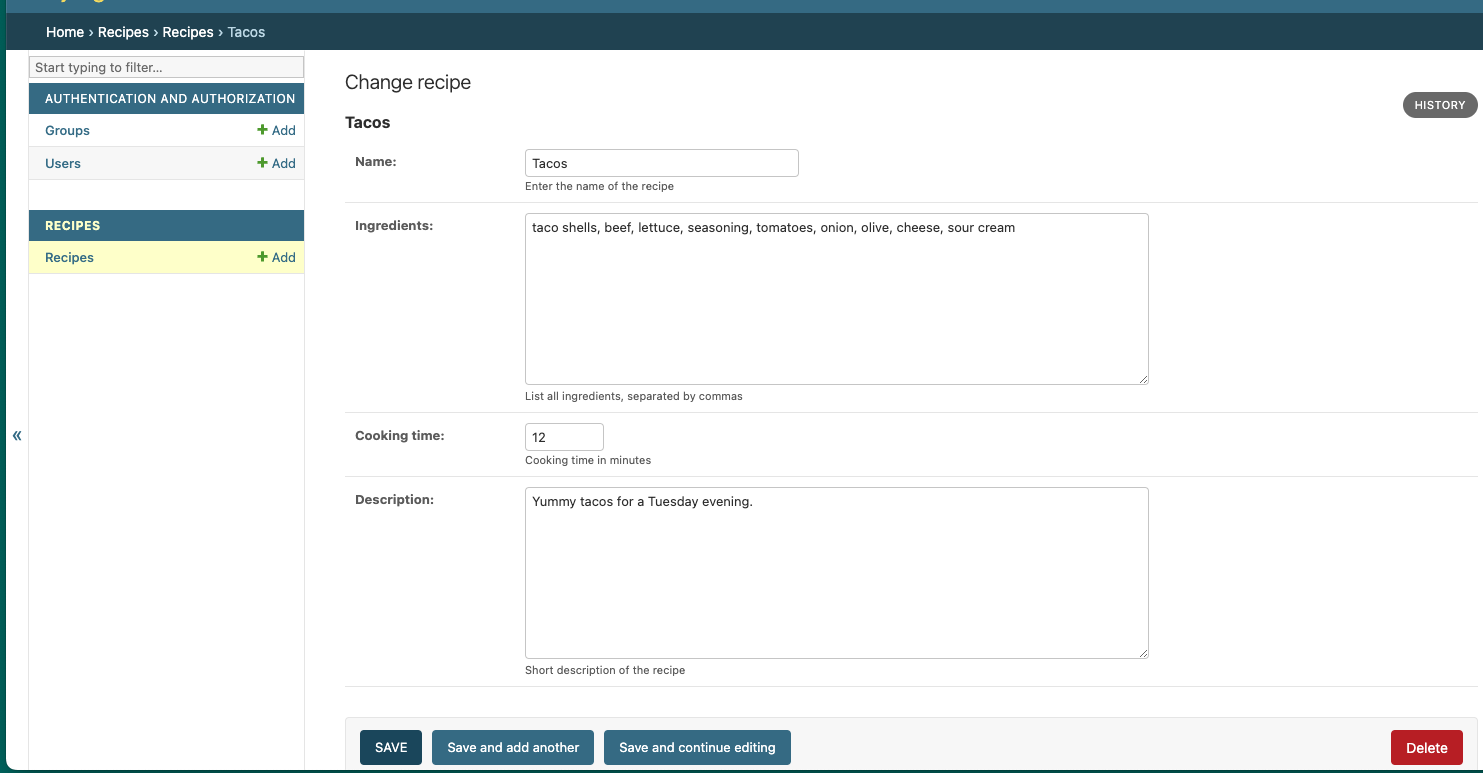 Home › Recipes › Recipes › Tacos
Start typing to filter...
AUTHENTICATION AND AUTHORIZATION
Groups + Add
Users + Add
RECIPES
Recipes + Add
«
Change recipe
HISTORY
Tacos
Name: Tacos
Enter the name of the recipe
Ingredients: taco shells, beef, lettuce, seasoning, tomatoes, onion, olive, cheese, sour cream
List all ingredients, separated by commas
Cooking time: 12
Cooking time in minutes
Description: Yummy tacos for a Tuesday evening.
Short description of the recipe
SAVE Save and add another Save and continue editing Delete